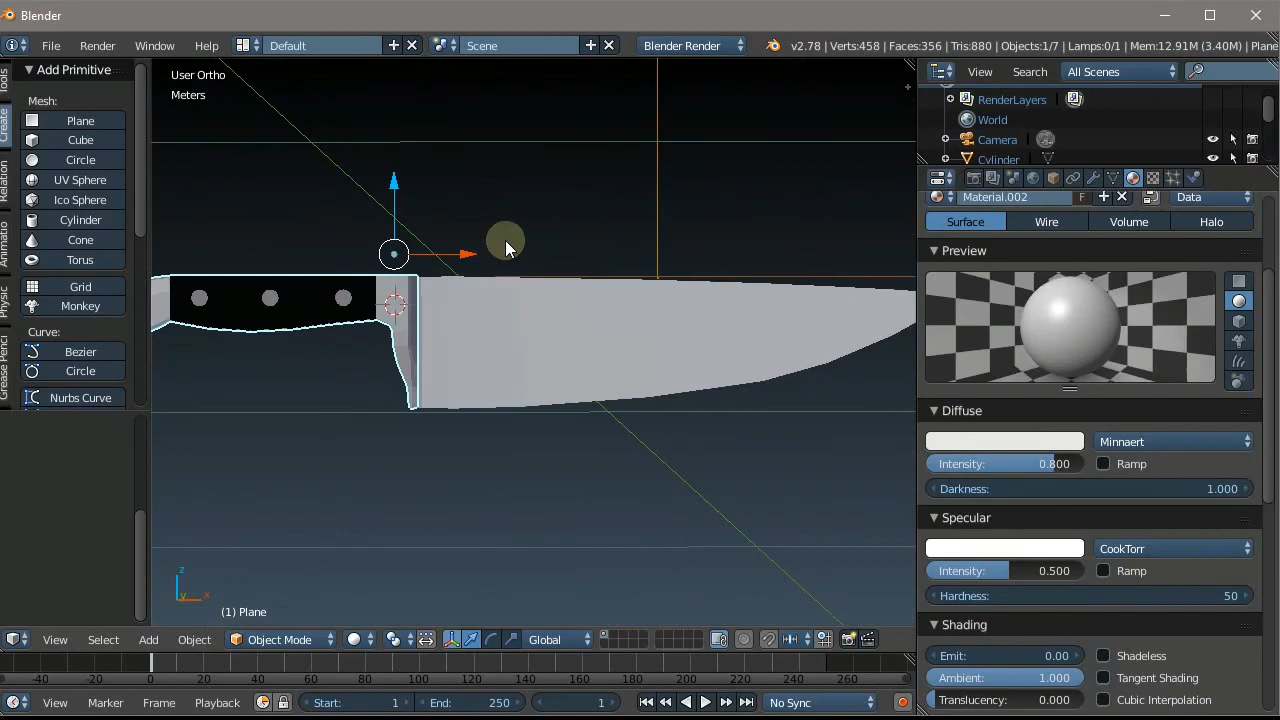 Blender
File Render Window Help Default Scene Blender Render v2.78 | Verts:458 | Faces:356 | Tris:880 | Objects:1/7 | Lamps:0/1 | Mem:12.91M (3.40M) | Plane
Add Primitive
Mesh:
Plane
Cube
Circle
UV Sphere
Ico Sphere
Cylinder
Cone
Torus
Grid
Monkey
Curve:
Bezier
Circle
Nurbs Curve
Tools
Create
Relation
Animatio
Physic
Grease Penci
User Ortho
Meters
z
y x
(1) Plane
View Search All Scenes
RenderLayers
World
Camera
Cylinder
Material.002 F Data
Surface Wire Volume Halo
Preview
Diffuse
Minnaert
Intensity: 0.800 Ramp
Darkness: 1.000
Specular
CookTorr
Intensity: 0.500 Ramp
Hardness: 50
Shading
Emit: 0.00 Shadeless
Ambient: 1.000 Tangent Shading
Translucency: 0.000 Cubic Interpolation
View Select Add Object Object Mode Global
-40 -20 0 20 40 60 80 100 120 140 160 180 200 220 240 260
View Marker Frame Playback Start: 1 End: 250 1 No Sync